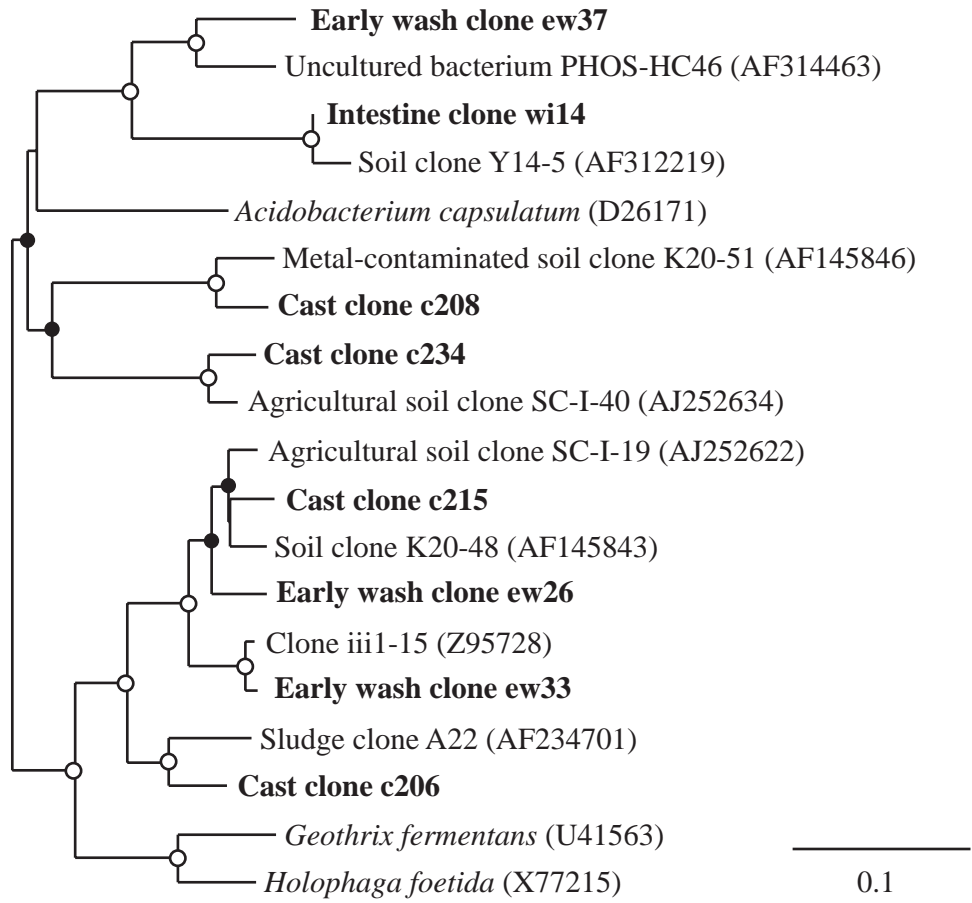 Early wash clone ew37
Uncultured bacterium PHOS-HC46 (AF314463)
Intestine clone wi14
Soil clone Y14-5 (AF312219)
Acidobacterium capsulatum (D26171)
Metal-contaminated soil clone K20-51 (AF145846)
Cast clone c208
Cast clone c234
Agricultural soil clone SC-I-40 (AJ252634)
Agricultural soil clone SC-I-19 (AJ252622)
Cast clone c215
Soil clone K20-48 (AF145843)
Early wash clone ew26
Clone iii1-15 (Z95728)
Early wash clone ew33
Sludge clone A22 (AF234701)
Cast clone c206
Geothrix fermentans (U41563)
Holophaga foetida (X77215)
0.1